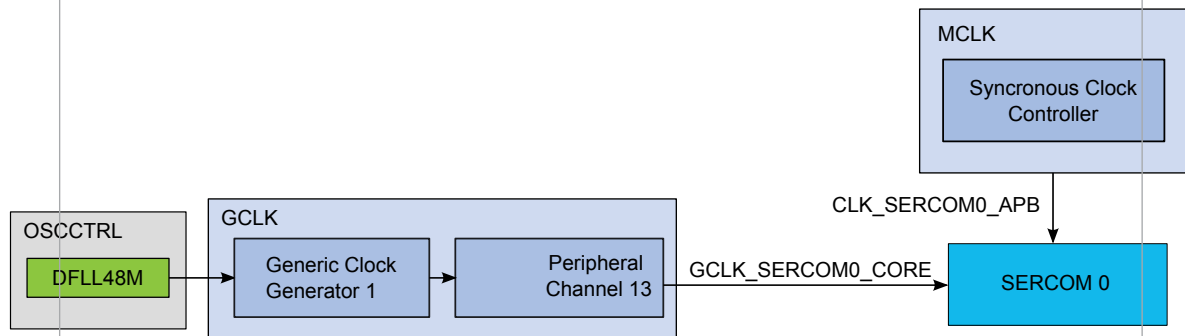 MCLK
Syncronous Clock
Controller
CLK_SERCOM0_APB
OSCCTRL
DFLL48M
GCLK
Generic Clock
Generator 1
Peripheral
Channel 13
GCLK_SERCOM0_CORE
SERCOM 0